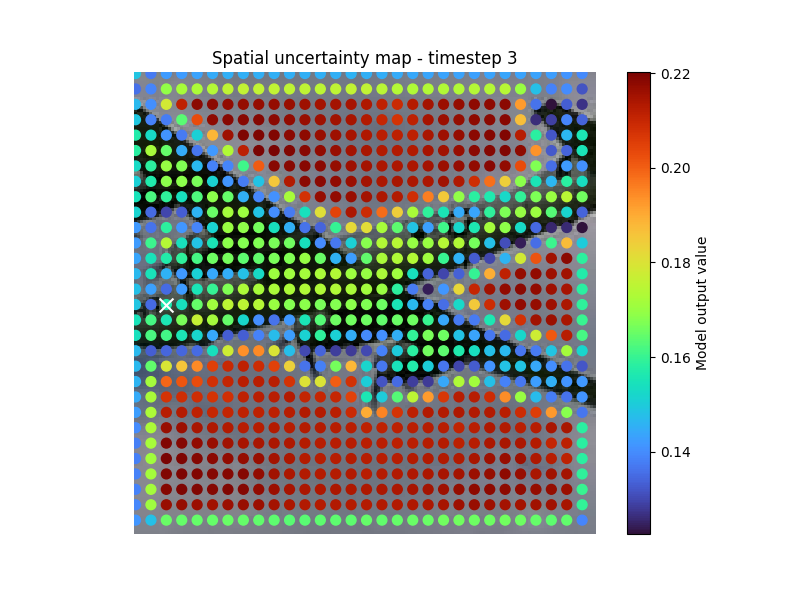 Spatial uncertainty map - timestep 3
0.22
0.20
0.18
0.16
0.14
Model output value